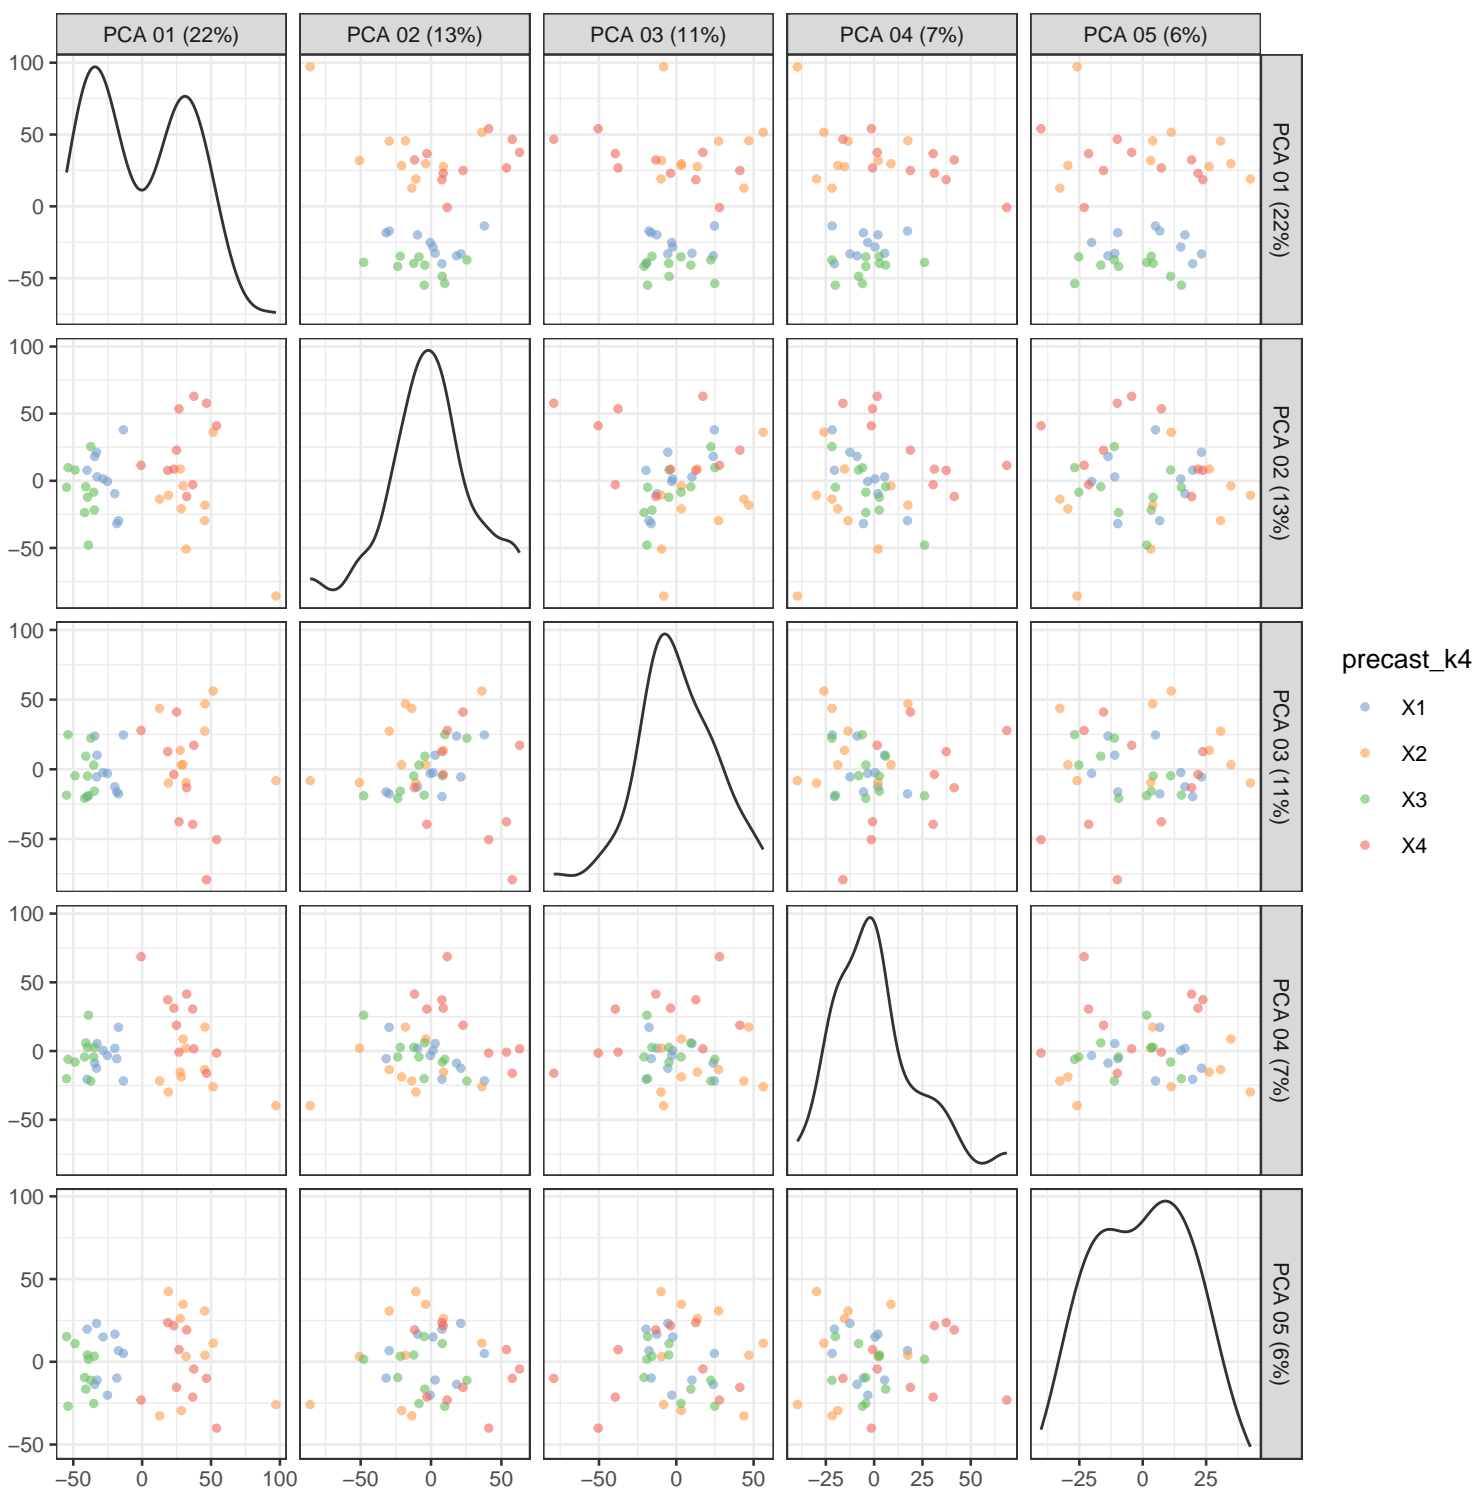 PCA 01 (22%) PCA 02 (13%) PCA 03 (11%) PCA 04 (7%) PCA 05 (6%)
100
50
0
−50
PCA 01 (22%)
100
50
0
−50
PCA 02 (13%)
100
50
0
−50
PCA 03 (11%)
precast_k4
X1
X2
X3
X4
100
50
0
−50
PCA 04 (7%)
100
50
0
−50
PCA 05 (6%)
−50 0 50 100 −50 0 50 −50 0 50 −25 0 25 50 −25 0 25